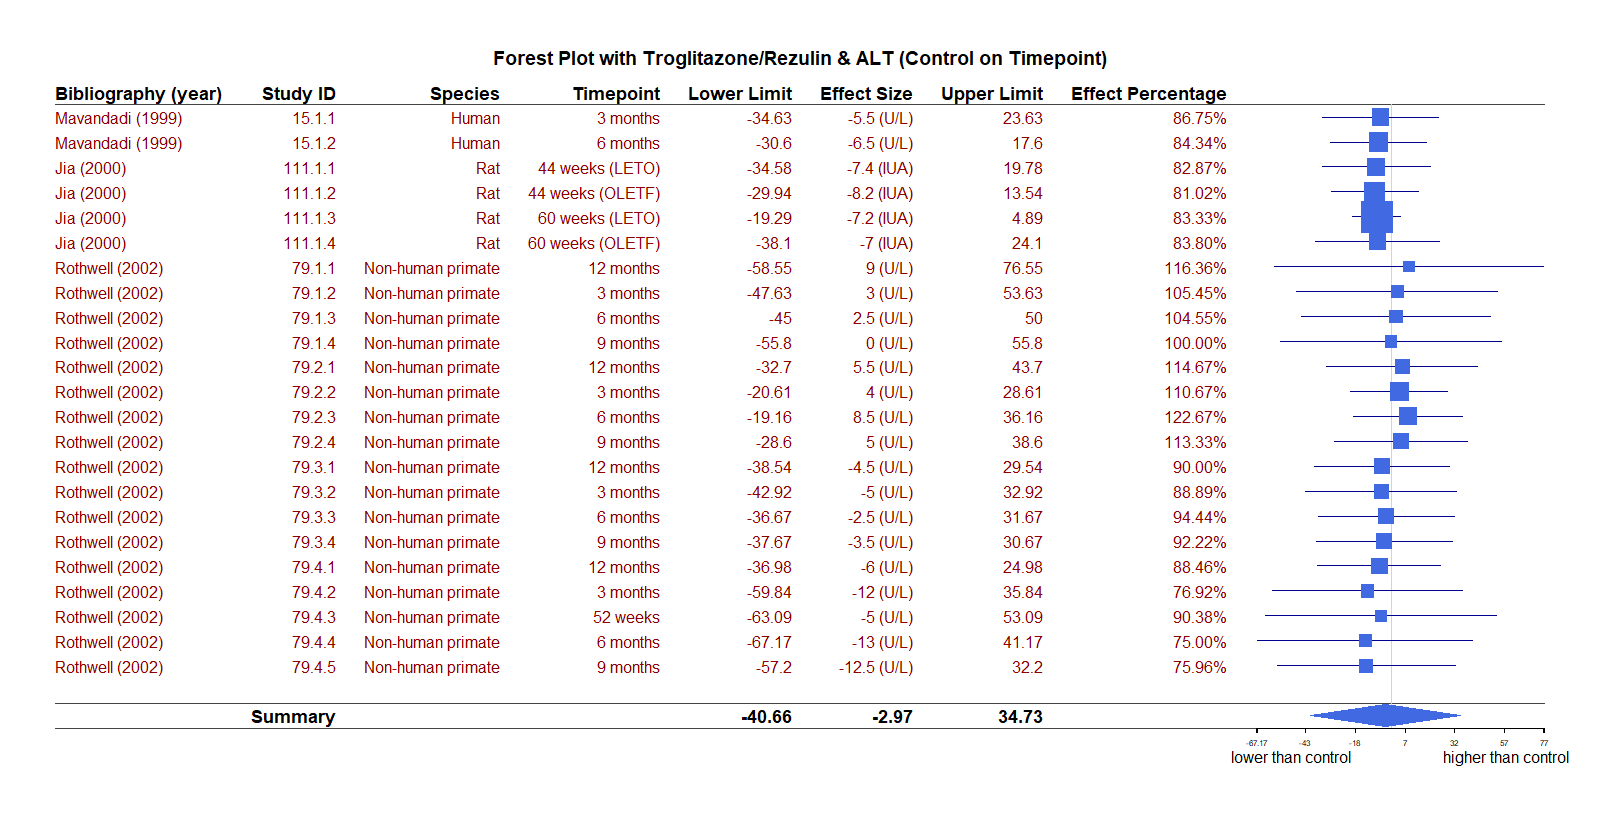 Forest Plot with Troglitazone/Rezulin & ALT (Control on Timepoint)
Bibliography (year) Study ID Species Timepoint Lower Limit Effect Size Upper Limit Effect Percentage
Mavandadi (1999) 15.1.1 Human 3 months -34.63 -5.5 (U/L) 23.63 86.75%
Mavandadi (1999) 15.1.2 Human 6 months -30.6 -6.5 (U/L) 17.6 84.34%
Jia (2000) 111.1.1 Rat 44 weeks (LETO) -34.58 -7.4 (IUA) 19.78 82.87%
Jia (2000) 111.1.2 Rat 44 weeks (OLETF) -29.94 -8.2 (IUA) 13.54 81.02%
Jia (2000) 111.1.3 Rat 60 weeks (LETO) -19.29 -7.2 (IUA) 4.89 83.33%
Jia (2000) 111.1.4 Rat 60 weeks (OLETF) -38.1 -7 (IUA) 24.1 83.80%
Rothwell (2002) 79.1.1 Non-human primate 12 months -58.55 9 (U/L) 76.55 116.36%
Rothwell (2002) 79.1.2 Non-human primate 3 months -47.63 3 (U/L) 53.63 105.45%
Rothwell (2002) 79.1.3 Non-human primate 6 months -45 2.5 (U/L) 50 104.55%
Rothwell (2002) 79.1.4 Non-human primate 9 months -55.8 0 (U/L) 55.8 100.00%
Rothwell (2002) 79.2.1 Non-human primate 12 months -32.7 5.5 (U/L) 43.7 114.67%
Rothwell (2002) 79.2.2 Non-human primate 3 months -20.61 4 (U/L) 28.61 110.67%
Rothwell (2002) 79.2.3 Non-human primate 6 months -19.16 8.5 (U/L) 36.16 122.67%
Rothwell (2002) 79.2.4 Non-human primate 9 months -28.6 5 (U/L) 38.6 113.33%
Rothwell (2002) 79.3.1 Non-human primate 12 months -38.54 -4.5 (U/L) 29.54 90.00%
Rothwell (2002) 79.3.2 Non-human primate 3 months -42.92 -5 (U/L) 32.92 88.89%
Rothwell (2002) 79.3.3 Non-human primate 6 months -36.67 -2.5 (U/L) 31.67 94.44%
Rothwell (2002) 79.3.4 Non-human primate 9 months -37.67 -3.5 (U/L) 30.67 92.22%
Rothwell (2002) 79.4.1 Non-human primate 12 months -36.98 -6 (U/L) 24.98 88.46%
Rothwell (2002) 79.4.2 Non-human primate 3 months -59.84 -12 (U/L) 35.84 76.92%
Rothwell (2002) 79.4.3 Non-human primate 52 weeks -63.09 -5 (U/L) 53.09 90.38%
Rothwell (2002) 79.4.4 Non-human primate 6 months -67.17 -13 (U/L) 41.17 75.00%
Rothwell (2002) 79.4.5 Non-human primate 9 months -57.2 -12.5 (U/L) 32.2 75.96%
Summary -40.66 -2.97 34.73
-67.17 -43 -18 7 32 57 77
lower than control higher than control